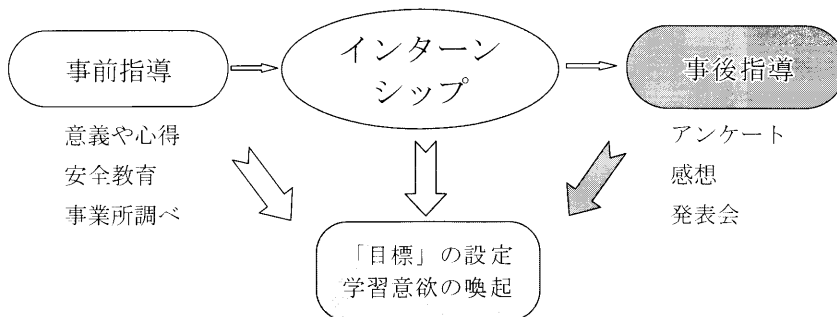 事前指導
インターン
シップ
事後指導
意義や心得
安全教育
事業所調べ
アンケート
感想
発表会
「目標」の設定
学習意欲の喚起